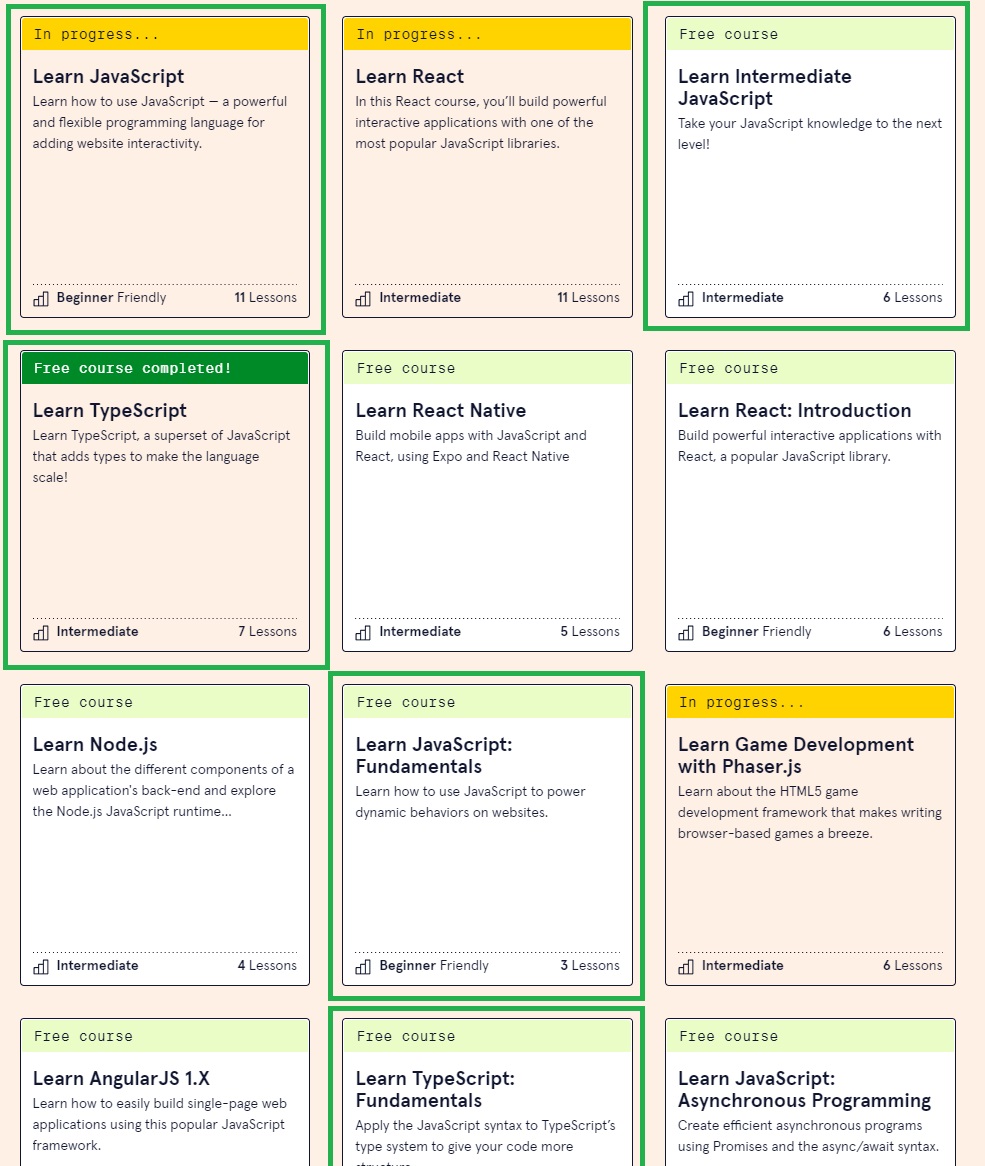 In progress...
Learn JavaScript
Learn how to use JavaScript — a powerful
and flexible programming language for
adding website interactivity.
Beginner Friendly
11 Lessons
In progress...
Learn React
In this React course, you’ll build powerful
interactive applications with one of the
most popular JavaScript libraries.
Intermediate
11 Lessons
Free course
Learn Intermediate
JavaScript
Take your JavaScript knowledge to the next
level!
Intermediate
6 Lessons
Free course completed!
Learn TypeScript
Learn TypeScript, a superset of JavaScript
that adds types to make the language
scale!
Intermediate
7 Lessons
Free course
Learn React Native
Build mobile apps with JavaScript and
React, using Expo and React Native
Intermediate
5 Lessons
Free course
Learn React: Introduction
Build powerful interactive applications with
React, a popular JavaScript library.
Beginner Friendly
6 Lessons
Free course
Learn Node.js
Learn about the different components of a
web application's back-end and explore
the Node.js JavaScript runtime...
Intermediate
4 Lessons
Free course
Learn JavaScript:
Fundamentals
Learn how to use JavaScript to power
dynamic behaviors on websites.
Beginner Friendly
3 Lessons
In progress...
Learn Game Development
with Phaser.js
Learn about the HTML5 game
development framework that makes writing
browser-based games a breeze.
Intermediate
6 Lessons
Free course
Learn AngularJS 1.X
Learn how to easily build single-page web
applications using this popular JavaScript
framework.
Free course
Learn TypeScript:
Fundamentals
Apply the JavaScript syntax to TypeScript’s
type system to give your code more
Free course
Learn JavaScript:
Asynchronous Programming
Create efficient asynchronous programs
using Promises and the async/await syntax.